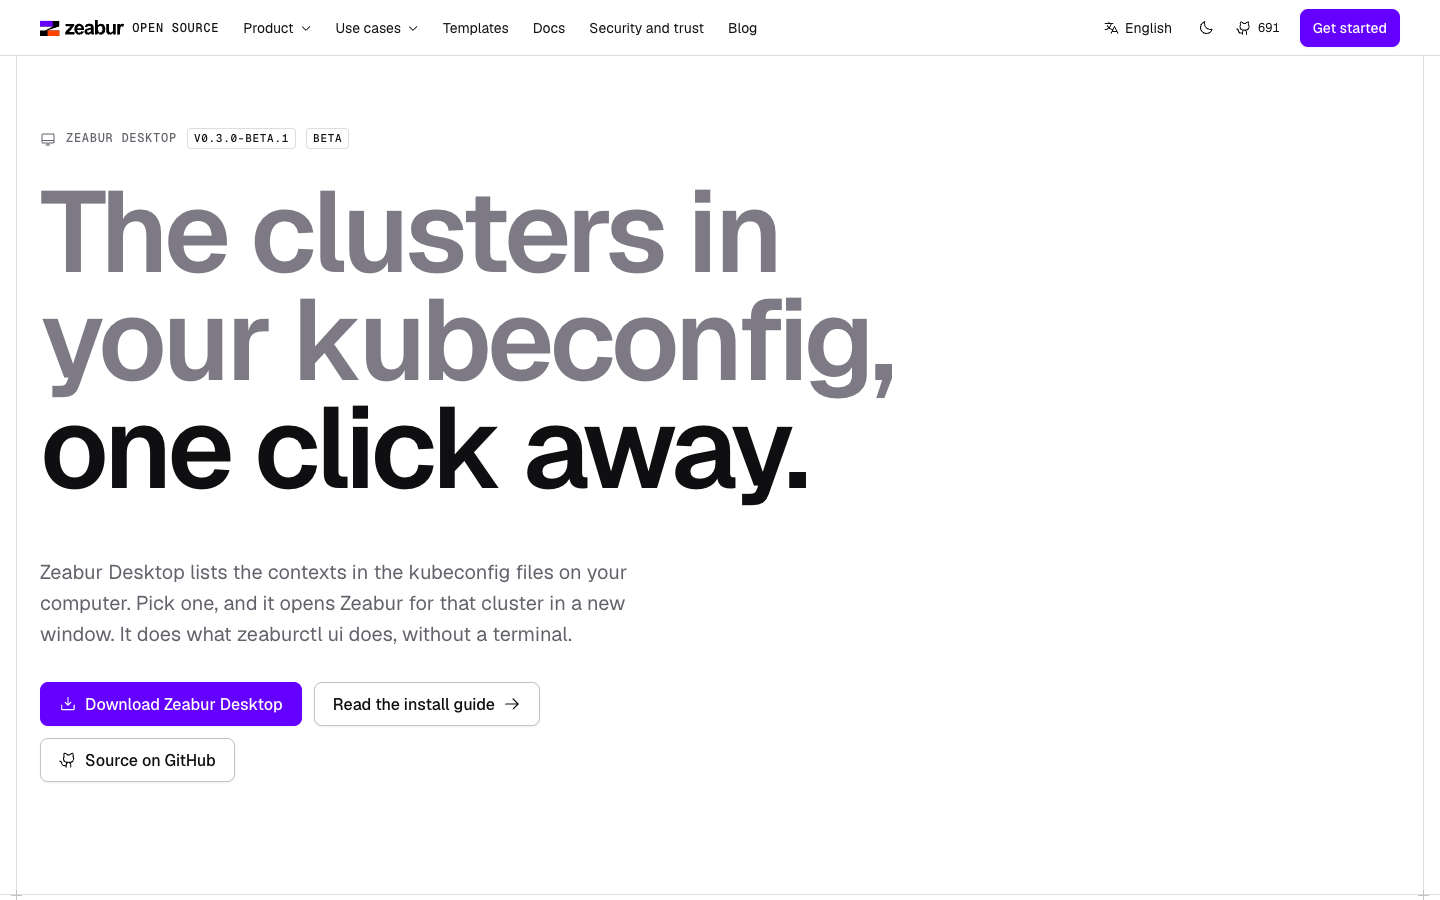 zeabur OPEN SOURCE Product Use cases Templates Docs Security and trust Blog English 691 Get started
ZEABUR DESKTOP V0.3.0-BETA.1 BETA
The clusters in
your kubeconfig,
one click away.
Zeabur Desktop lists the contexts in the kubeconfig files on your
computer. Pick one, and it opens Zeabur for that cluster in a new
window. It does what zeaburctl ui does, without a terminal.
Download Zeabur Desktop Read the install guide
Source on GitHub